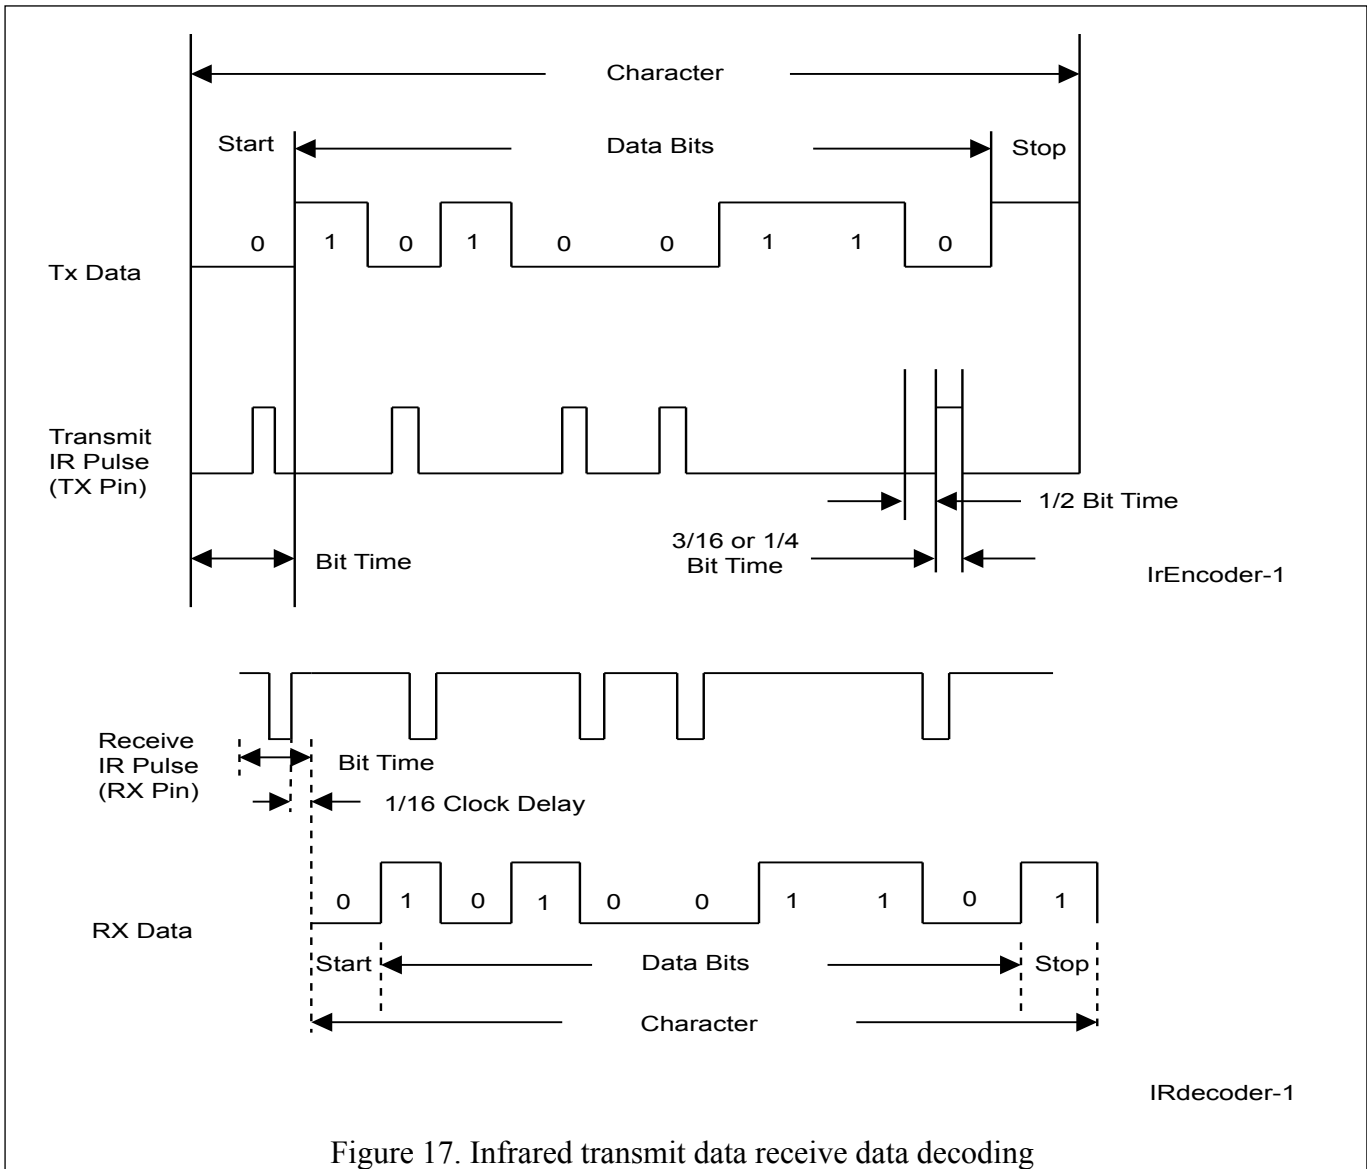 Character
Start
Data Bits
Stop
0 1 0 1 0 0 1 1 0
Tx Data
Transmit
IR Pulse
(TX Pin)
1/2 Bit Time
3/16 or 1/4
Bit Time
Bit Time
IrEncoder-1
Receive
IR Pulse
(RX Pin)
Bit Time
1/16 Clock Delay
0 1 0 1 0 0 1 1 0 1
RX Data
Start
Data Bits
Stop
Character
IRdecoder-1
Figure 17. Infrared transmit data receive data decoding